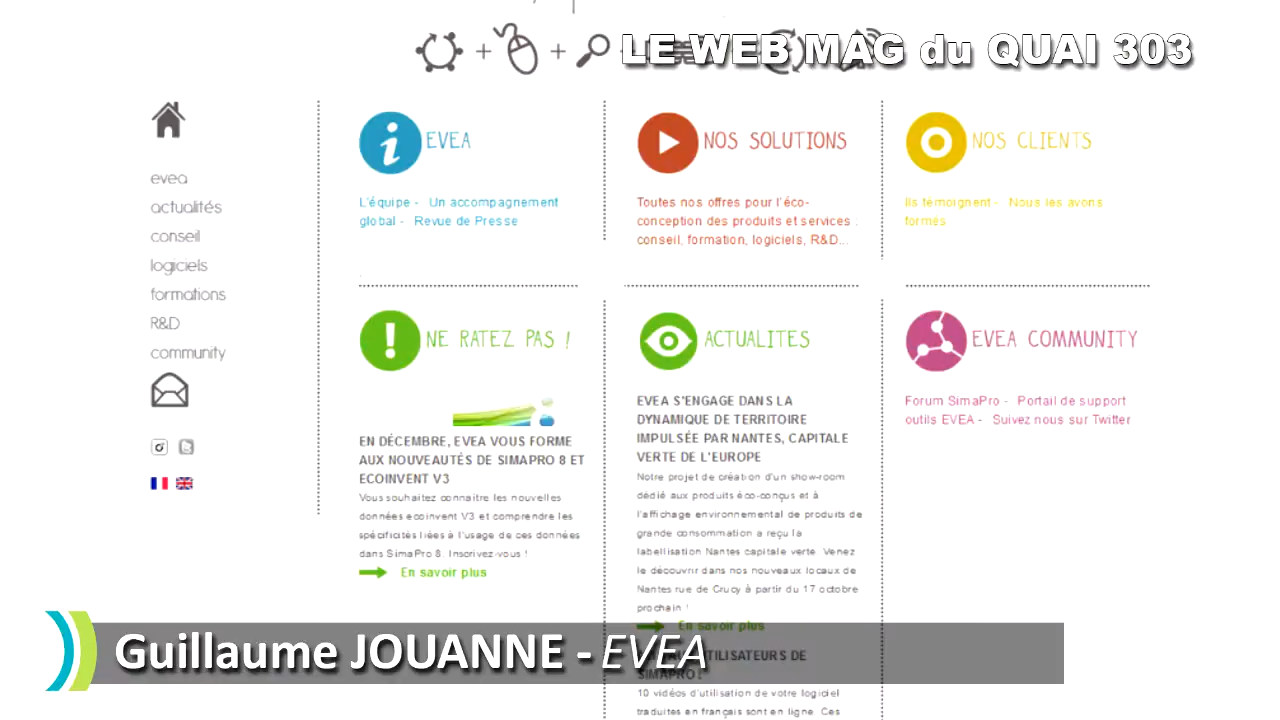 LE WEB MAG du QUAI 303
evea
actualités
conseil
logiciels
formations
R&D
community
EVEA
L'équipe - Un accompagnement
global - Revue de Presse
NOS SOLUTIONS
Toutes nos offres pour l'éco-
conception des produits et services :
conseil, formation, logiciels, R&D...
NOS CLIENTS
Ils témoignent - Nous les avons
formés
NE RATEZ PAS !
EN DÉCEMBRE, EVEA VOUS FORME
AUX NOUVEAUTÉS DE SIMAPRO 8 ET
ECOINVENT V3
Vous souhaitez connaitre les nouvelles
données ecoinvent V3 et comprendre les
spécificités liées à l'usage de ces données
dans SimaPro 8. Inscrivez-vous !
En savoir plus
ACTUALITES
EVEA S'ENGAGE DANS LA
DYNAMIQUE DE TERRITOIRE
IMPULSÉE PAR NANTES, CAPITALE
VERTE DE L'EUROPE
Notre projet de création d'un show-room
dédié aux produits éco-conçus et à
l'affichage environnemental de produits de
grande consommation a reçu la
labellisation Nantes capitale verte. Venez
le découvrir dans nos nouveaux locaux de
Nantes rue de Crucy à partir du 17 octobre
prochain !
En savoir plus
UTILISATEURS DE
SIMAPRO !
10 vidéos d'utilisation de votre logiciel
traduites en français sont en ligne. Ces
EVEA COMMUNITY
Forum SimaPro - Portail de support
outils EVEA - Suivez nous sur Twitter
Guillaume JOUANNE - EVEA